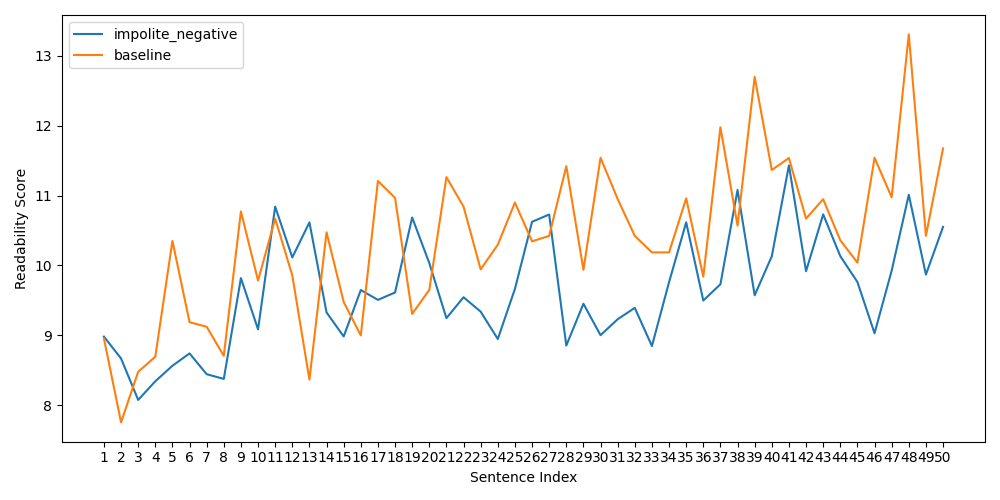 impolite_negative
baseline
13
12
11
10
9
8
Readability Score
1 2 3 4 5 6 7 8 9 10 11 12 13 14 15 16 17 18 19 20 21 22 23 24 25 26 27 28 29 30 31 32 33 34 35 36 37 38 39 40 41 42 43 44 45 46 47 48 49 50
Sentence Index